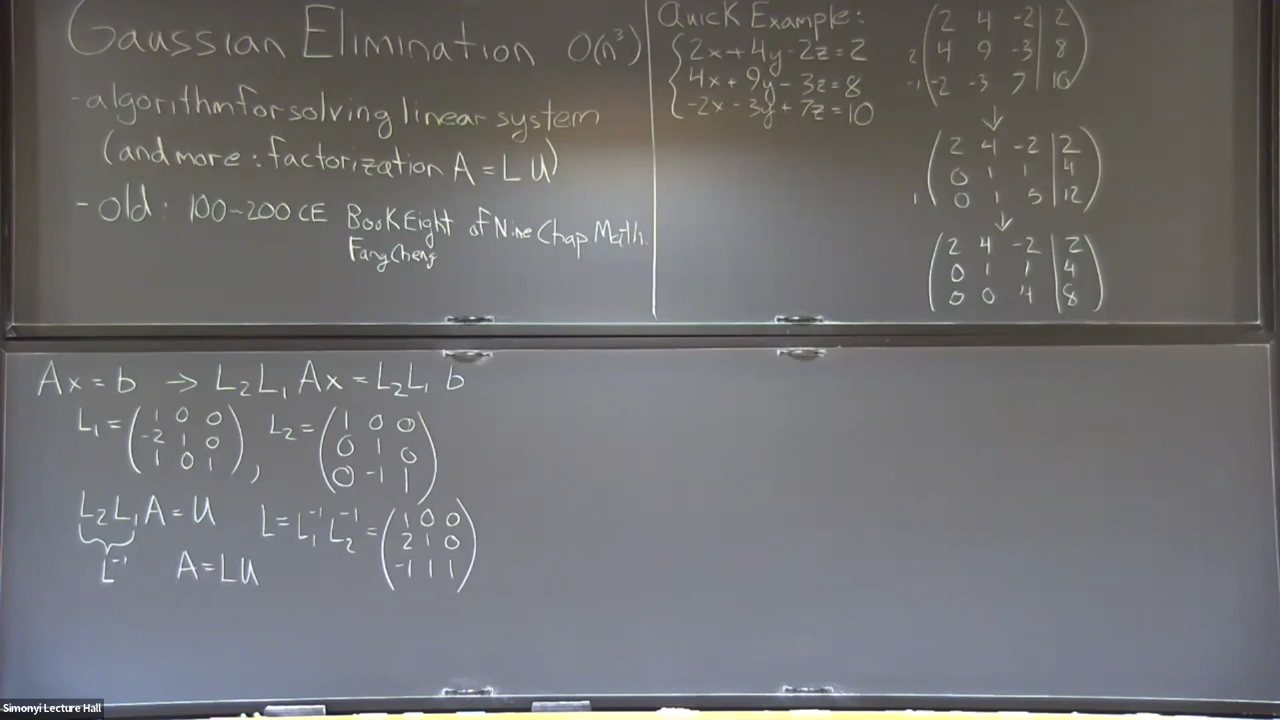 Gaussian Elimination O(n³)
-algorithm for solving linear system
(and more: factorization A = LU)
-old: 100-200 CE Book Eight of Nine Chap Math.
Fang Cheng
Quick Example:
2x+4y-2z=2
4x+9y-3z=8
-2x-3y+7z=10
2 4 -2 | 2
2 4 9 -3 | 8
-1 -2 -3 7 | 10
↓
2 4 -2 | 2
0 1 1 | 4
1 0 1 5 | 12
↓
2 4 -2 | 2
0 1 1 | 4
0 0 4 | 8
Ax = b → L₂L₁Ax = L₂L₁b
L₁ = (1 0 0
-2 1 0
1 0 1),
L₂ = (1 0 0
0 1 0
0 -1 1)
L₂L₁A = U
L⁻¹
A = LU
L = L₁⁻¹L₂⁻¹ = (1 0 0
2 1 0
-1 1 1)
Simonyi Lecture Hall